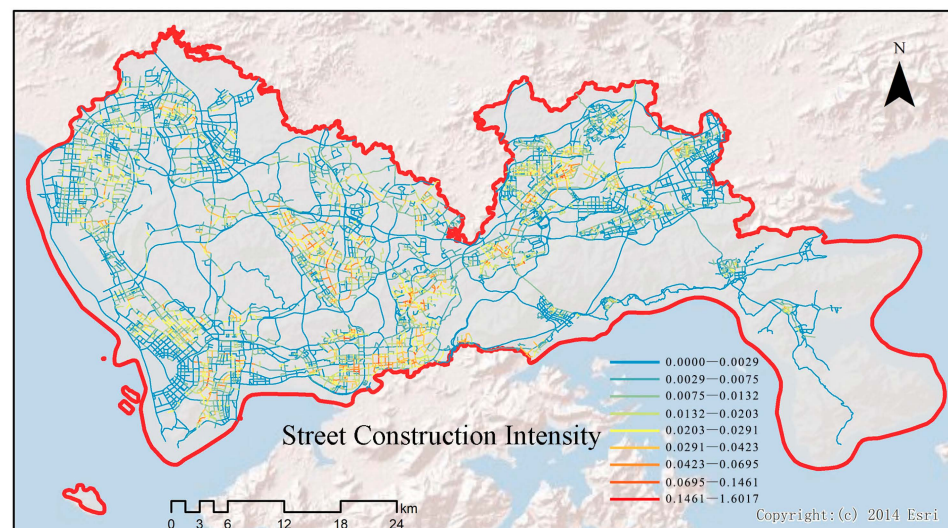 N
0.0000—0.0029
0.0029—0.0075
0.0075—0.0132
0.0132—0.0203
0.0203—0.0291
0.0291—0.0423
0.0423—0.0695
0.0695—0.1461
0.1461—1.6017
Street Construction Intensity
km
0 3 6 12 18 24
Copyright:(c) 2014 Esri